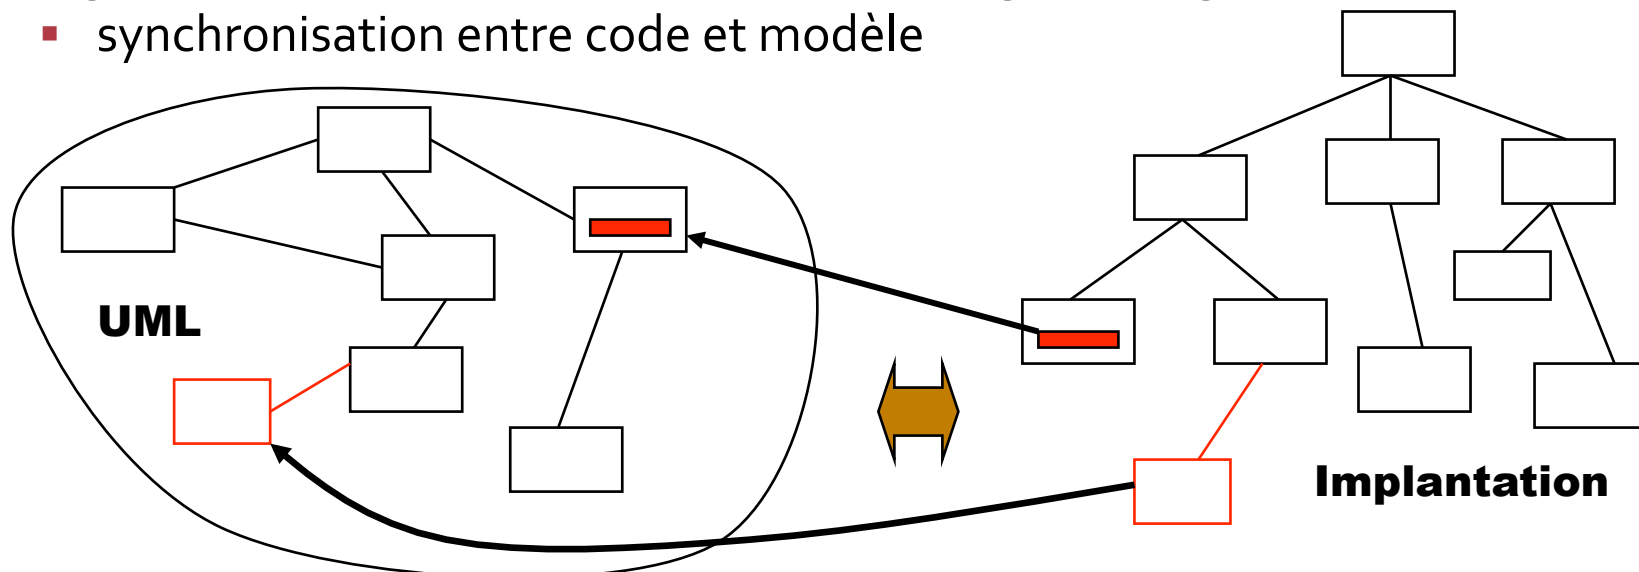 synchronisation entre code et modèle
UML
Implantation